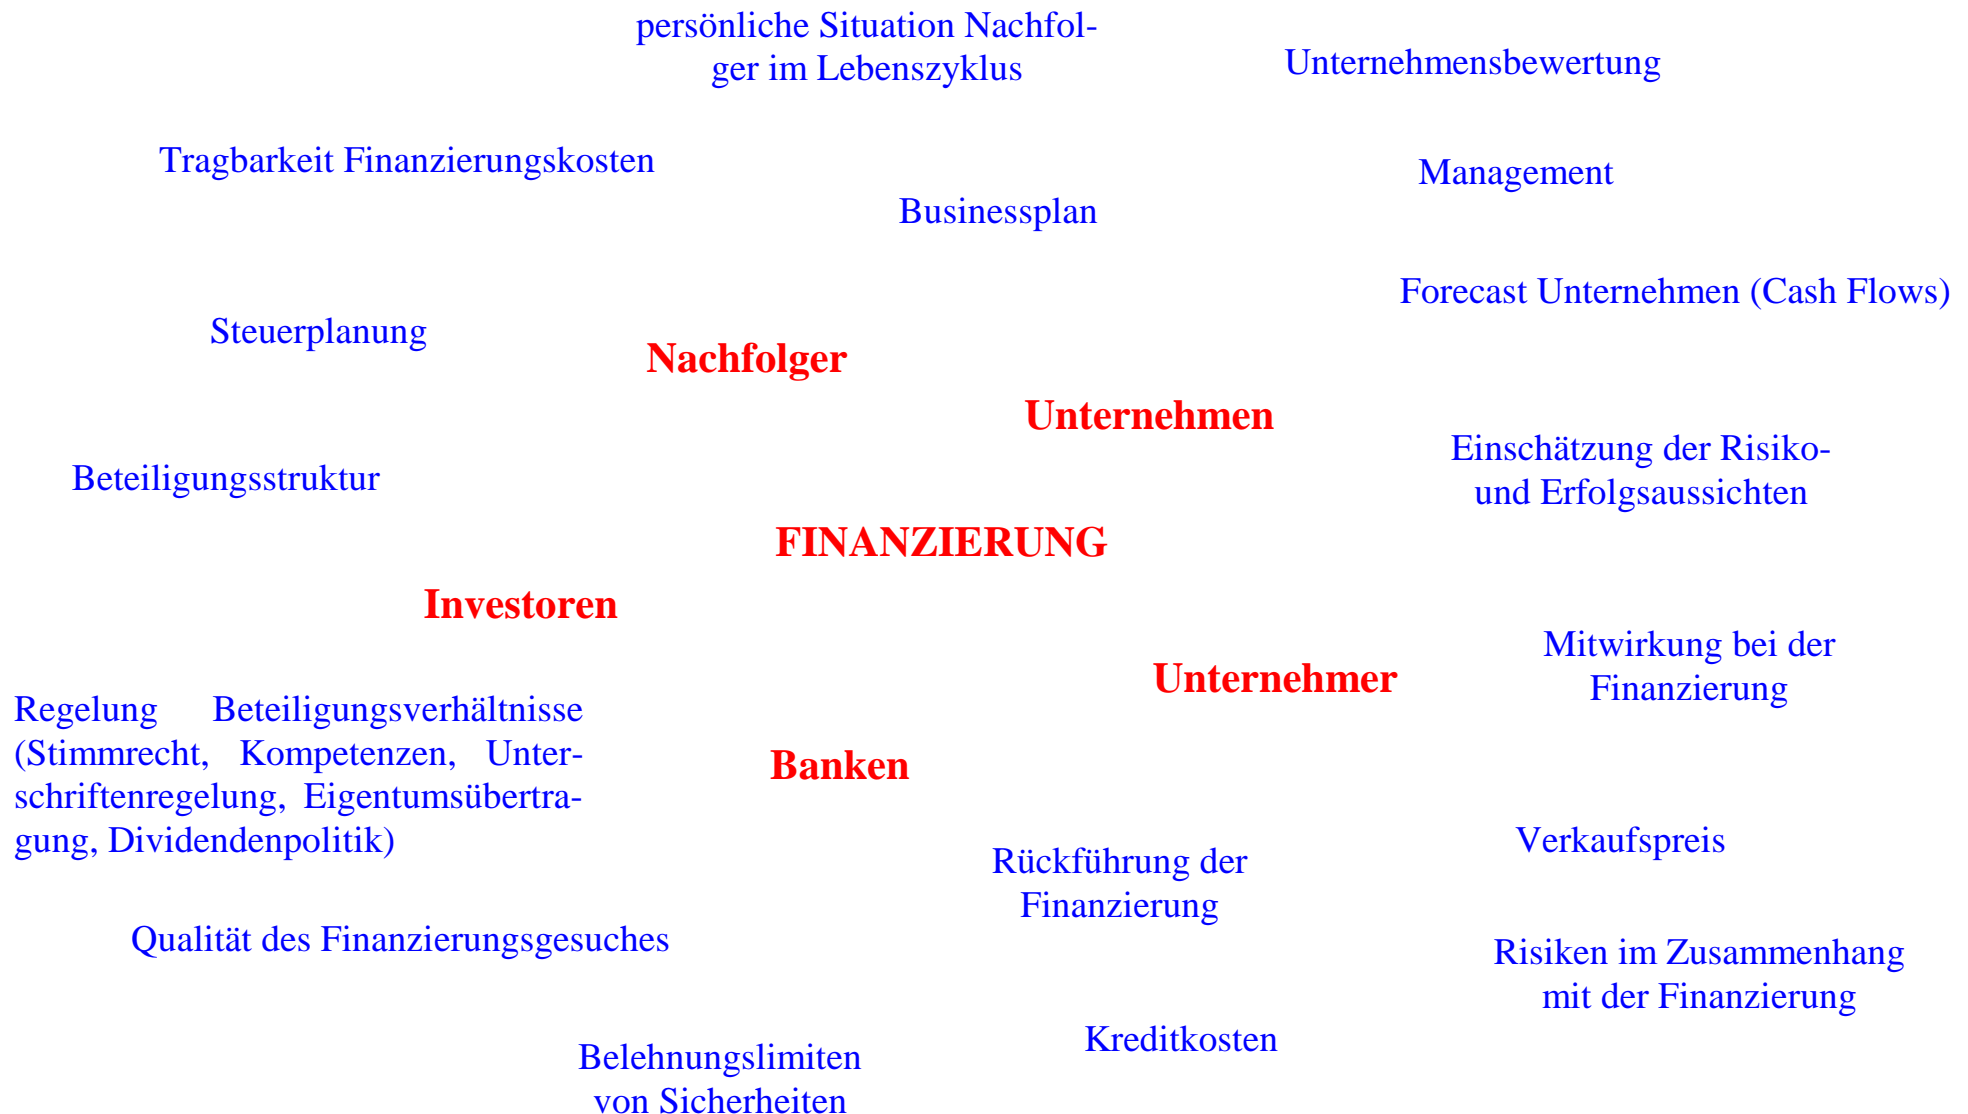 persönliche Situation Nachfol-
ger im Lebenszyklus
Unternehmensbewertung
Tragbarkeit Finanzierungskosten
Management
Businessplan
Forecast Unternehmen (Cash Flows)
Steuerplanung
Nachfolger
Unternehmen
Einschätzung der Risiko-
und Erfolgsaussichten
Beteiligungsstruktur
FINANZIERUNG
Investoren
Mitwirkung bei der
Finanzierung
Unternehmer
Regelung Beteiligungsverhältnisse
(Stimmrecht, Kompetenzen, Unter-
schriftenregelung, Eigentumsübertra-
gung, Dividendenpolitik)
Banken
Verkaufspreis
Rückführung der
Finanzierung
Qualität des Finanzierungsgesuches
Risiken im Zusammenhang
mit der Finanzierung
Kreditkosten
Belehnungslimiten
von Sicherheiten